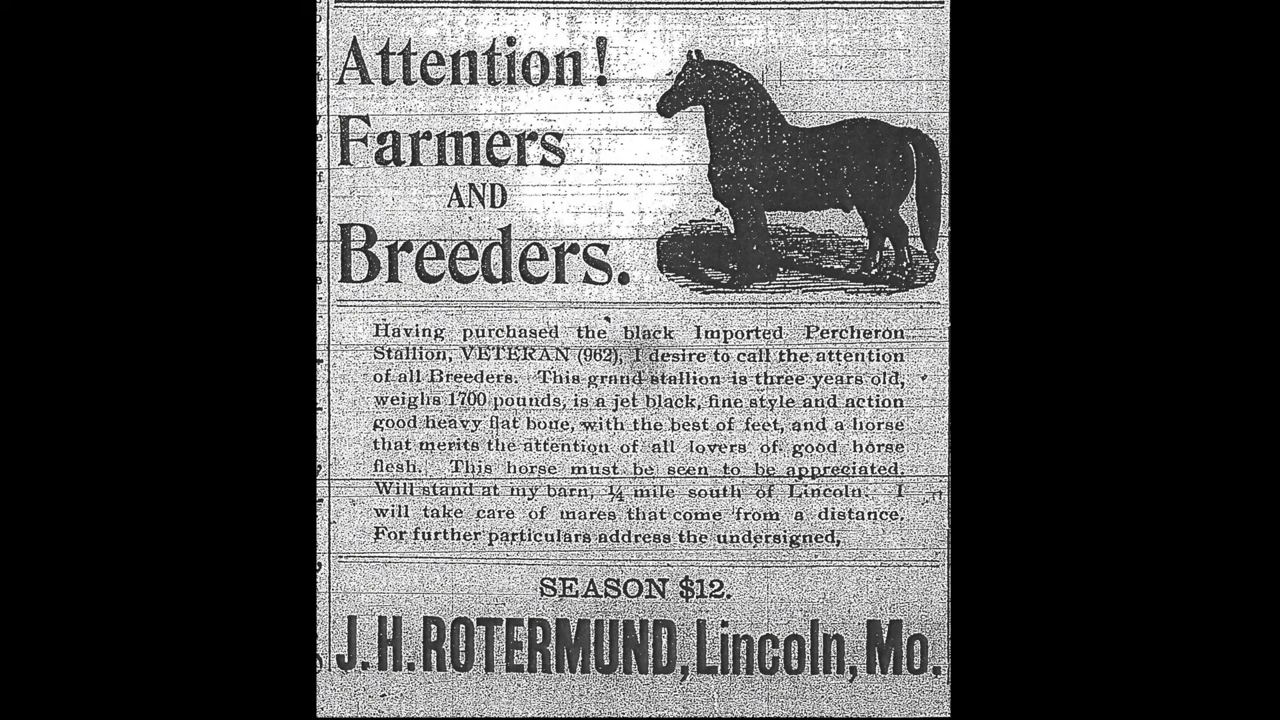 Attention!
Farmers
AND
Breeders.
Having purchased the black Imported Percheron
Stallion, VETERAN (962), I desire to call the attention
of all Breeders. This grand stallion is three years old,
weighs 1700 pounds, is a jet black, fine style and action
good heavy flat bone, with the best of feet, and a horse
that merits the attention of all lovers of good horse
flesh. This horse must be seen to be appreciated.
Will stand at my barn, ¼ mile south of Lincoln. I
will take care of mares that come from a distance.
For further particulars address the undersigned,
SEASON $12.
J. H. ROTERMUND, Lincoln, Mo.